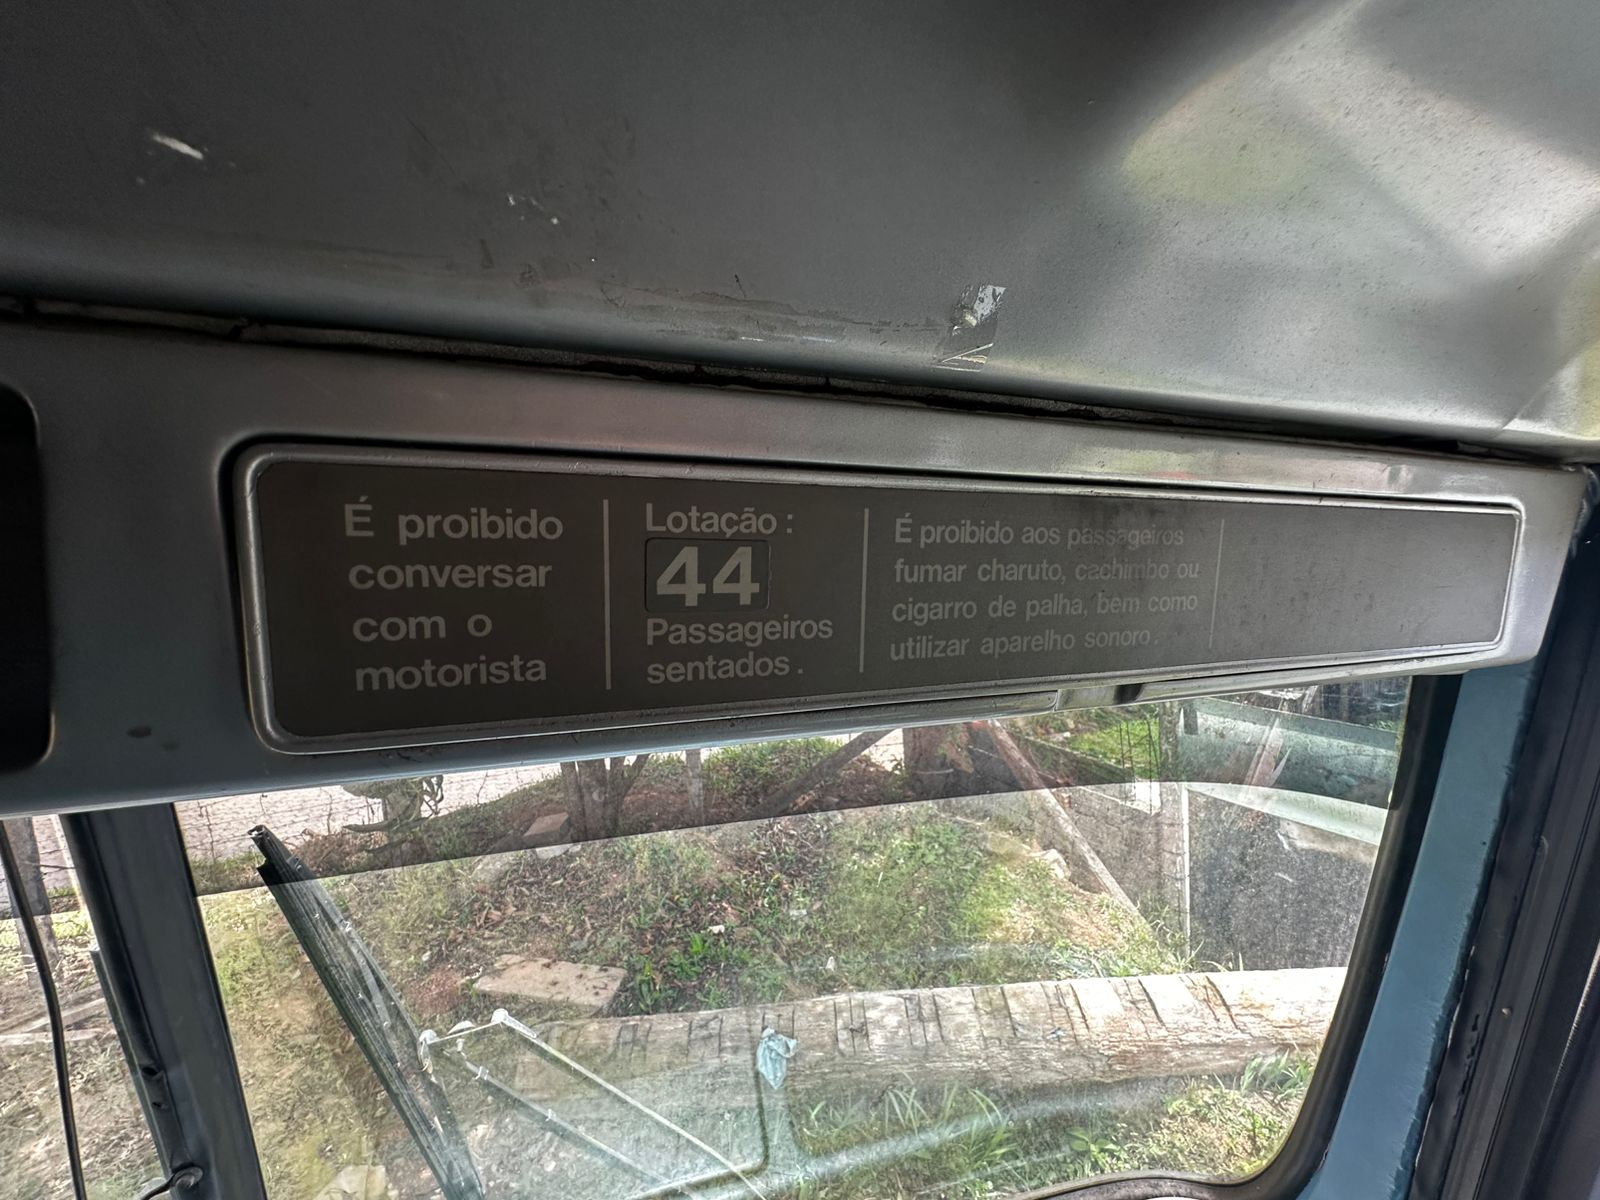 É proibido
conversar
com o
motorista
Lotação :
44
Passageiros
sentados .
É proibido aos passageiros
fumar charuto, cachimbo ou
cigarro de palha, bem como
utilizar aparelho sonoro .